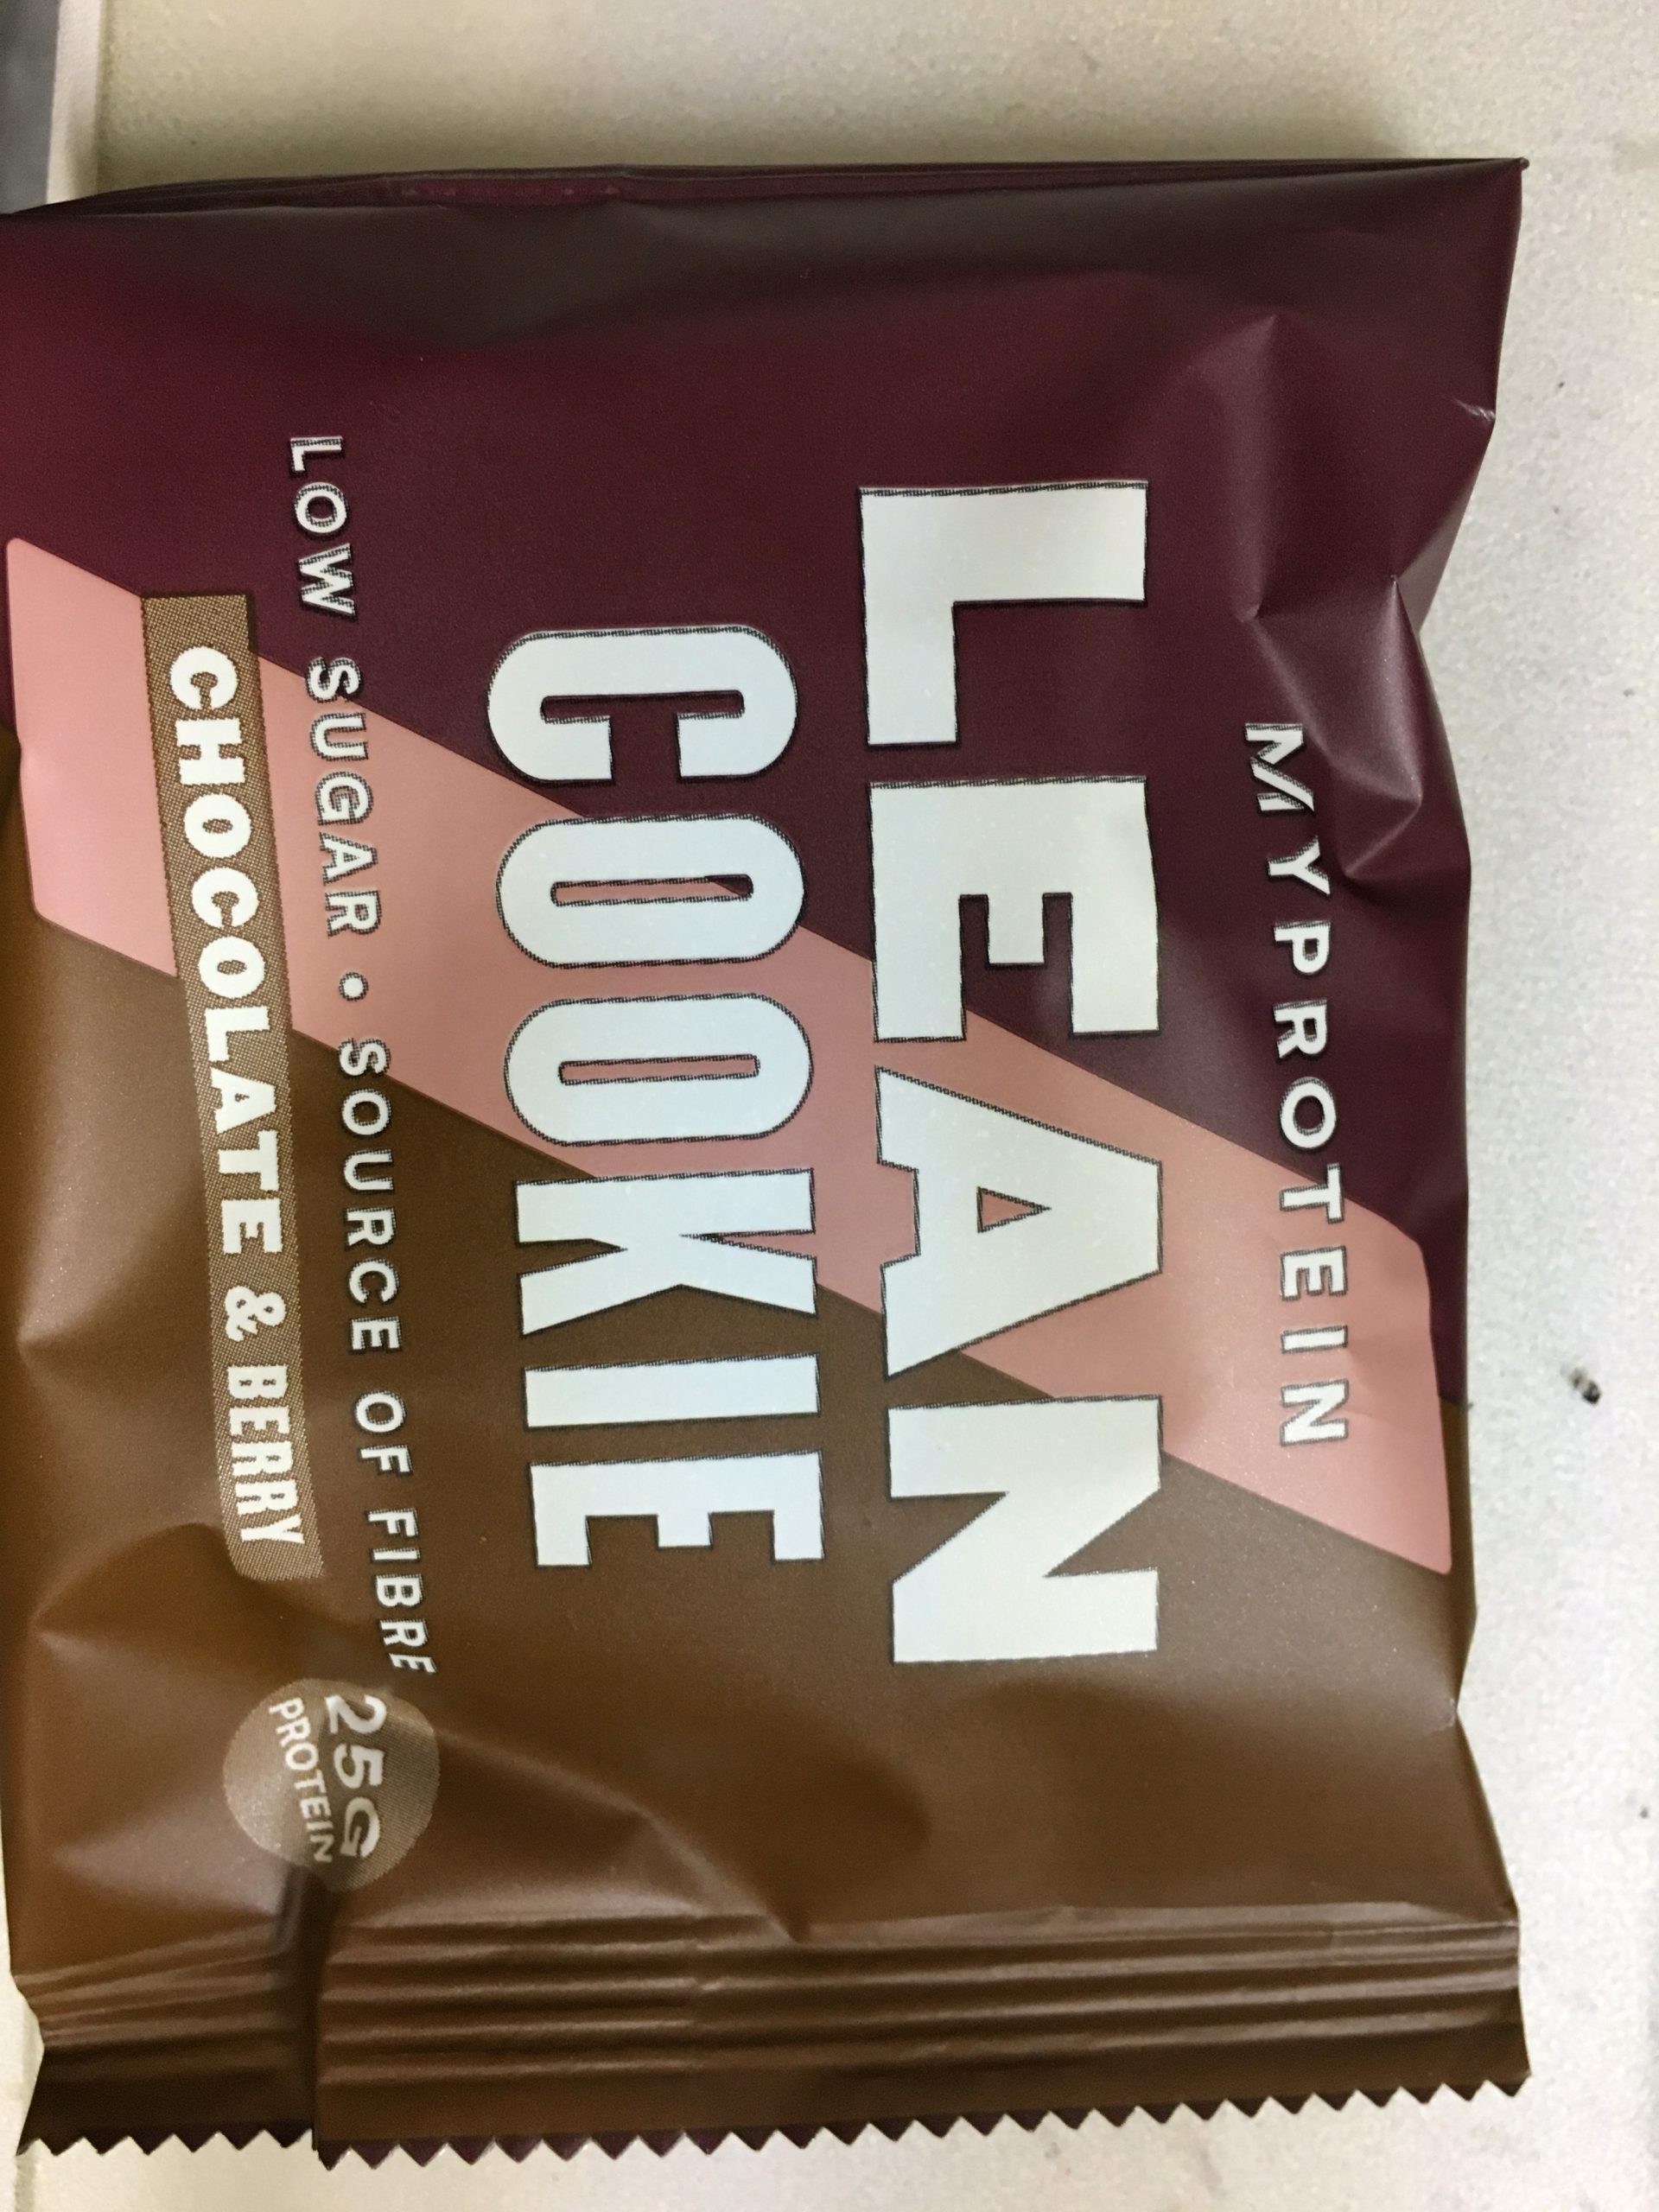 MYPROTEIN
LEAN
COOKIE
LOW SUGAR • SOURCE OF FIBRE
CHOCOLATE & BERRY
25G
PROTEIN